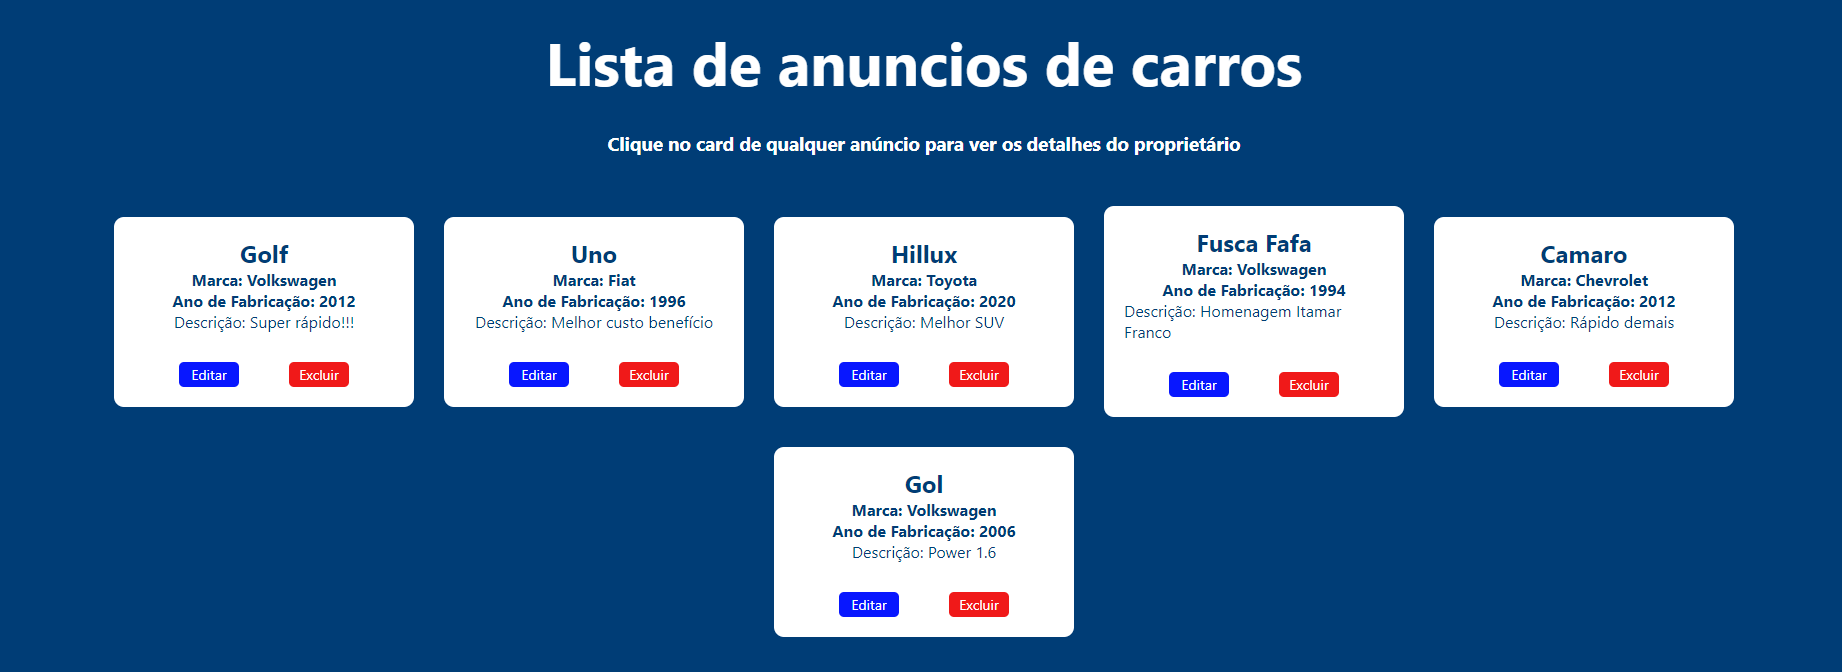 Lista de anuncios de carros
Clique no card de qualquer anúncio para ver os detalhes do proprietário
Golf
Marca: Volkswagen
Ano de Fabricação: 2012
Descrição: Super rápido!!!
Editar
Excluir
Uno
Marca: Fiat
Ano de Fabricação: 1996
Descrição: Melhor custo benefício
Editar
Excluir
Hillux
Marca: Toyota
Ano de Fabricação: 2020
Descrição: Melhor SUV
Editar
Excluir
Fusca Fafa
Marca: Volkswagen
Ano de Fabricação: 1994
Descrição: Homenagem Itamar
Franco
Editar
Excluir
Camaro
Marca: Chevrolet
Ano de Fabricação: 2012
Descrição: Rápido demais
Editar
Excluir
Gol
Marca: Volkswagen
Ano de Fabricação: 2006
Descrição: Power 1.6
Editar
Excluir